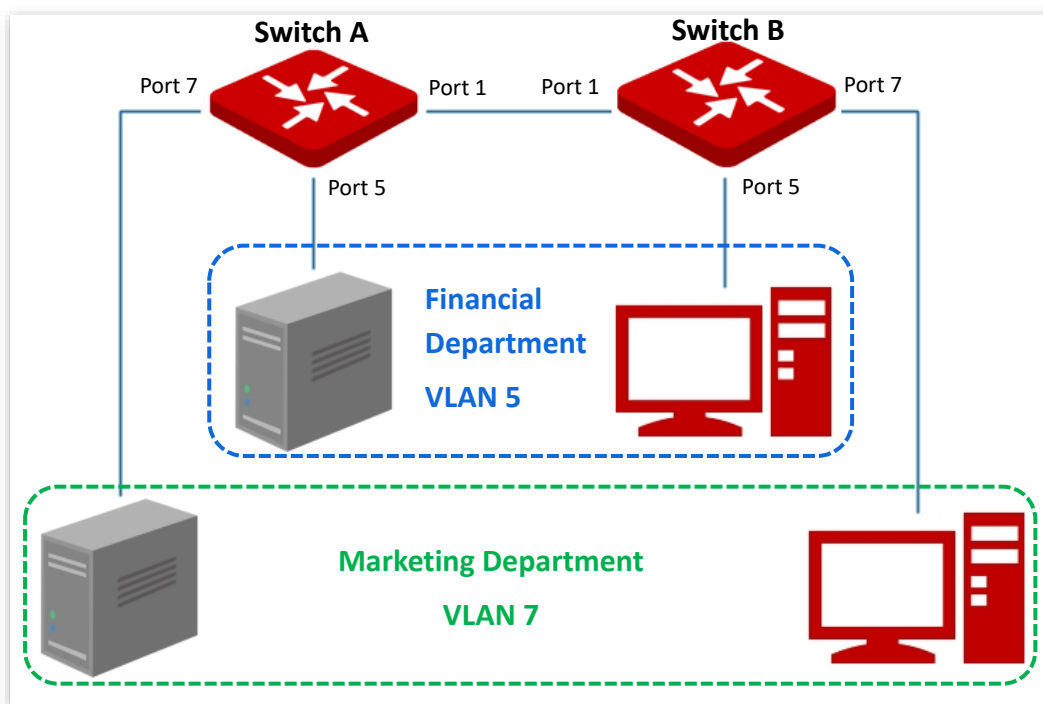 Switch A
Switch B
Port 7
Port 1
Port 1
Port 7
Port 5
Port 5
Financial
Department
VLAN 5
Marketing Department
VLAN 7